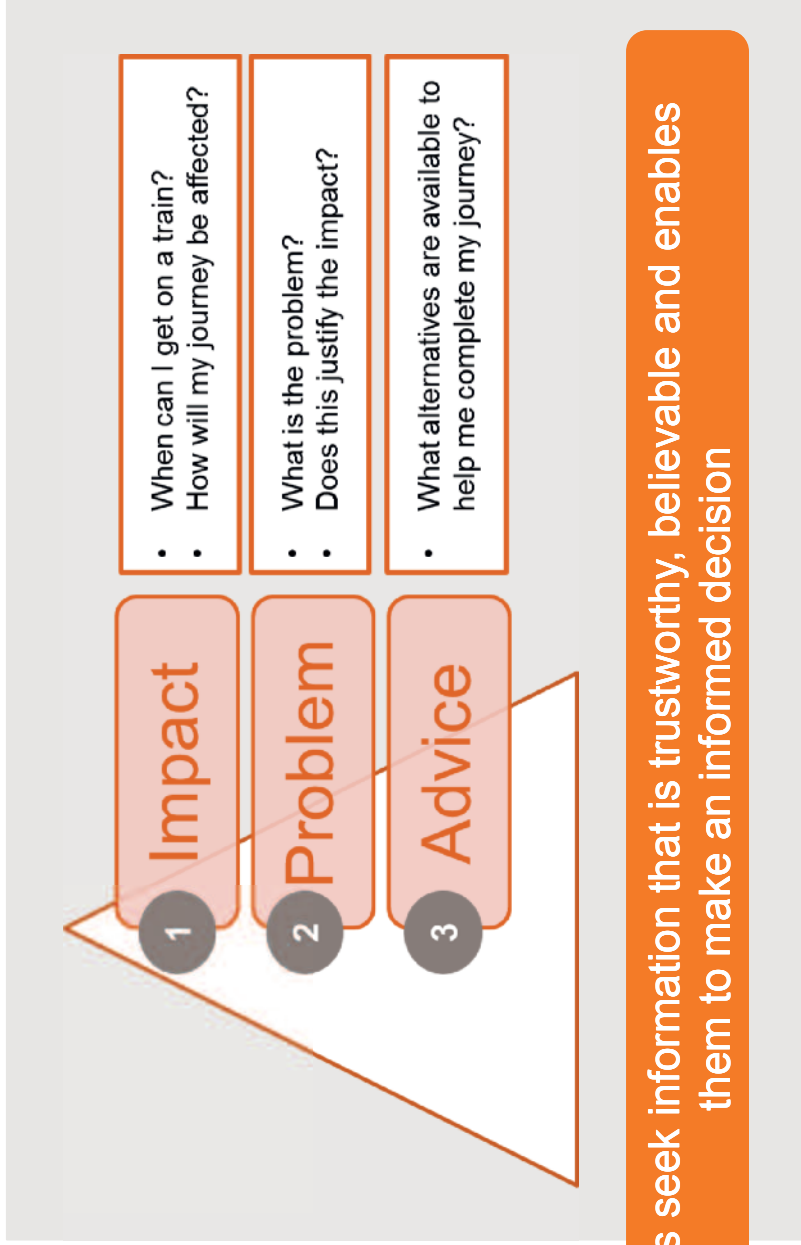 1
Impact
• When can I get on a train?
• How will my journey be affected?
2
Problem
• What is the problem?
• Does this justify the impact?
3
Advice
• What alternatives are available to
help me complete my journey?
s seek information that is trustworthy, believable and enables
them to make an informed decision